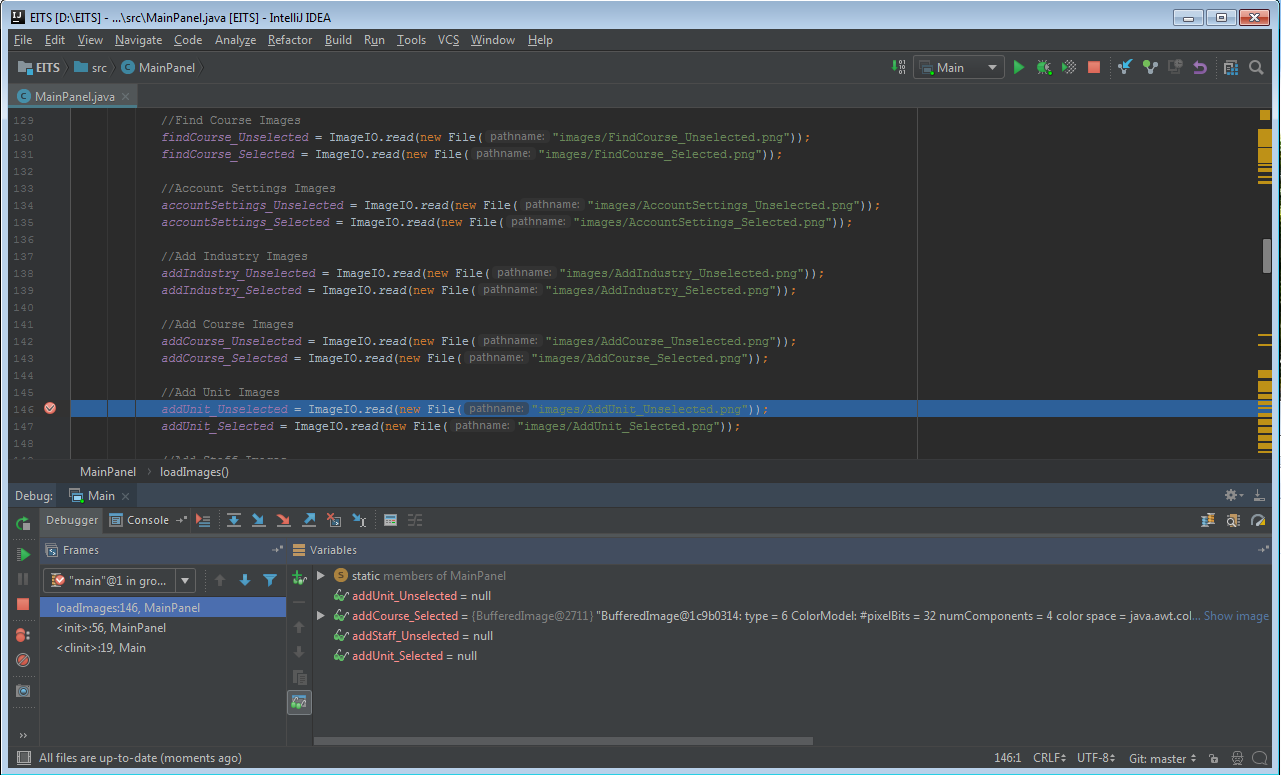 EITS [D:\EITS] - ...\src\MainPanel.java [EITS] - IntelliJ IDEA
File Edit View Navigate Code Analyze Refactor Build Run Tools VCS Window Help
EITS src MainPanel Main
MainPanel.java
129 //Find Course Images
130 findCourse_Unselected = ImageIO.read(new File( pathname: "images/FindCourse_Unselected.png"));
131 findCourse_Selected = ImageIO.read(new File( pathname: "images/FindCourse_Selected.png"));
132
133 //Account Settings Images
134 accountSettings_Unselected = ImageIO.read(new File( pathname: "images/AccountSettings_Unselected.png"));
135 accountSettings_Selected = ImageIO.read(new File( pathname: "images/AccountSettings_Selected.png"));
136
137 //Add Industry Images
138 addIndustry_Unselected = ImageIO.read(new File( pathname: "images/AddIndustry_Unselected.png"));
139 addIndustry_Selected = ImageIO.read(new File( pathname: "images/AddIndustry_Selected.png"));
140
141 //Add Course Images
142 addCourse_Unselected = ImageIO.read(new File( pathname: "images/AddCourse_Unselected.png"));
143 addCourse_Selected = ImageIO.read(new File( pathname: "images/AddCourse_Selected.png"));
144
145 //Add Unit Images
146 addUnit_Unselected = ImageIO.read(new File( pathname: "images/AddUnit_Unselected.png"));
147 addUnit_Selected = ImageIO.read(new File( pathname: "images/AddUnit_Selected.png"));
148
//Add Staff Images
MainPanel loadImages()
Debug: Main
Debugger Console
Frames Variables
"main"@1 in gro...
loadImages:146, MainPanel
<init>:56, MainPanel
<clinit>:19, Main
static members of MainPanel
addUnit_Unselected = null
addCourse_Selected = {BufferedImage@2711} "BufferedImage@1c9b0314: type = 6 ColorModel: #pixelBits = 32 numComponents = 4 color space = java.awt.col... Show image
addStaff_Unselected = null
addUnit_Selected = null
All files are up-to-date (moments ago) 146:1 CRLF UTF-8 Git: master